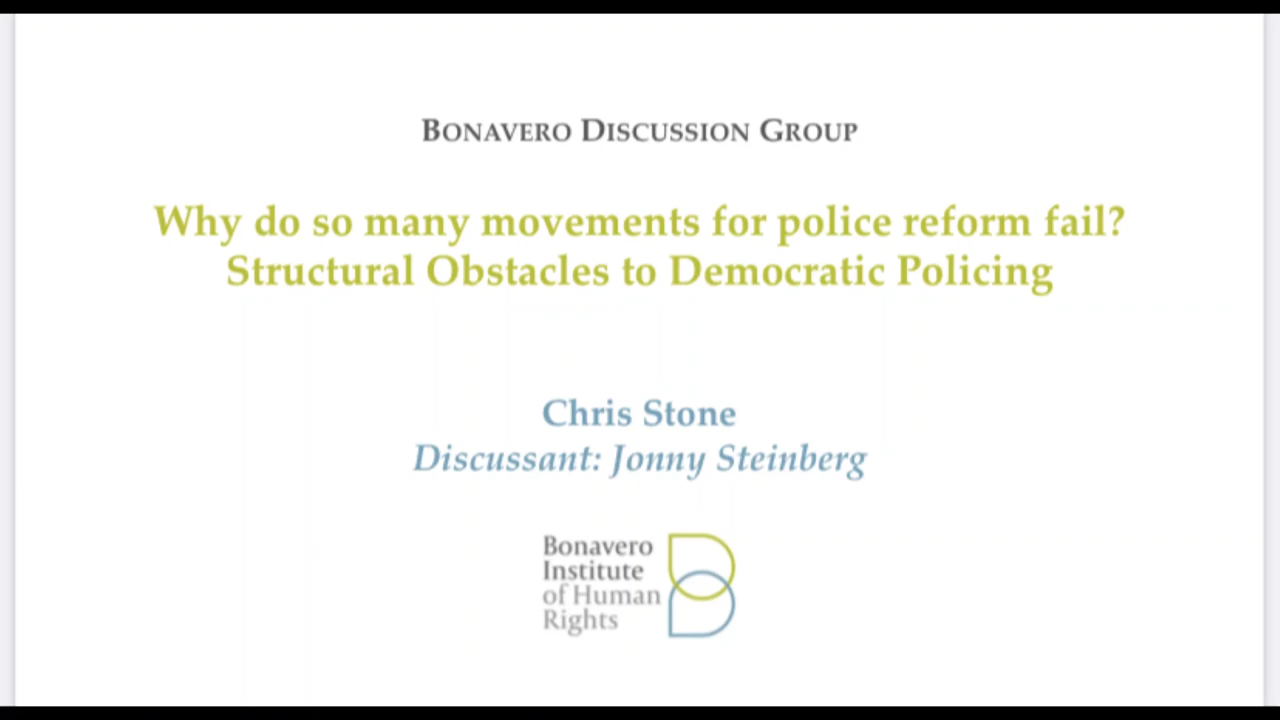 BONAVERO DISCUSSION GROUP
Why do so many movements for police reform fail?
Structural Obstacles to Democratic Policing
Chris Stone
Discussant: Jonny Steinberg
Bonavero
Institute
of Human
Rights